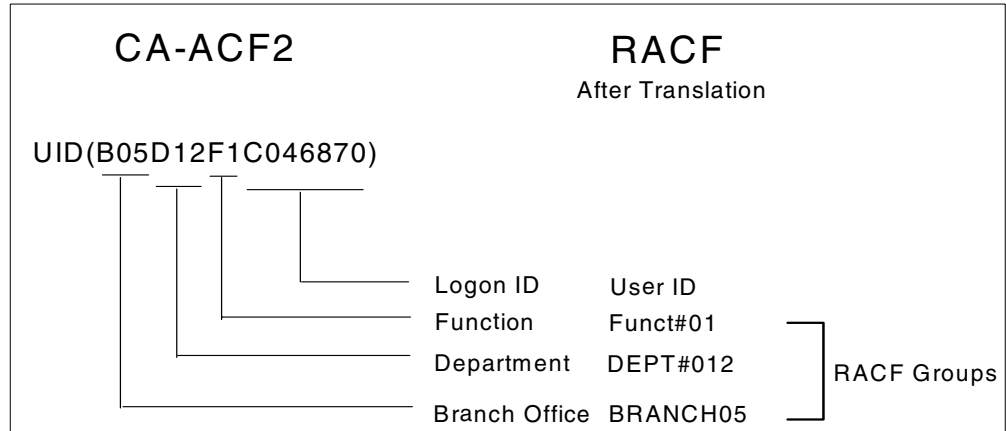 CA-ACF2 RACF
After Translation
UID(B05D12F1C046870)
Logon ID User ID
Function Funct#01
Department DEPT#012
RACF Groups
Branch Office BRANCH05